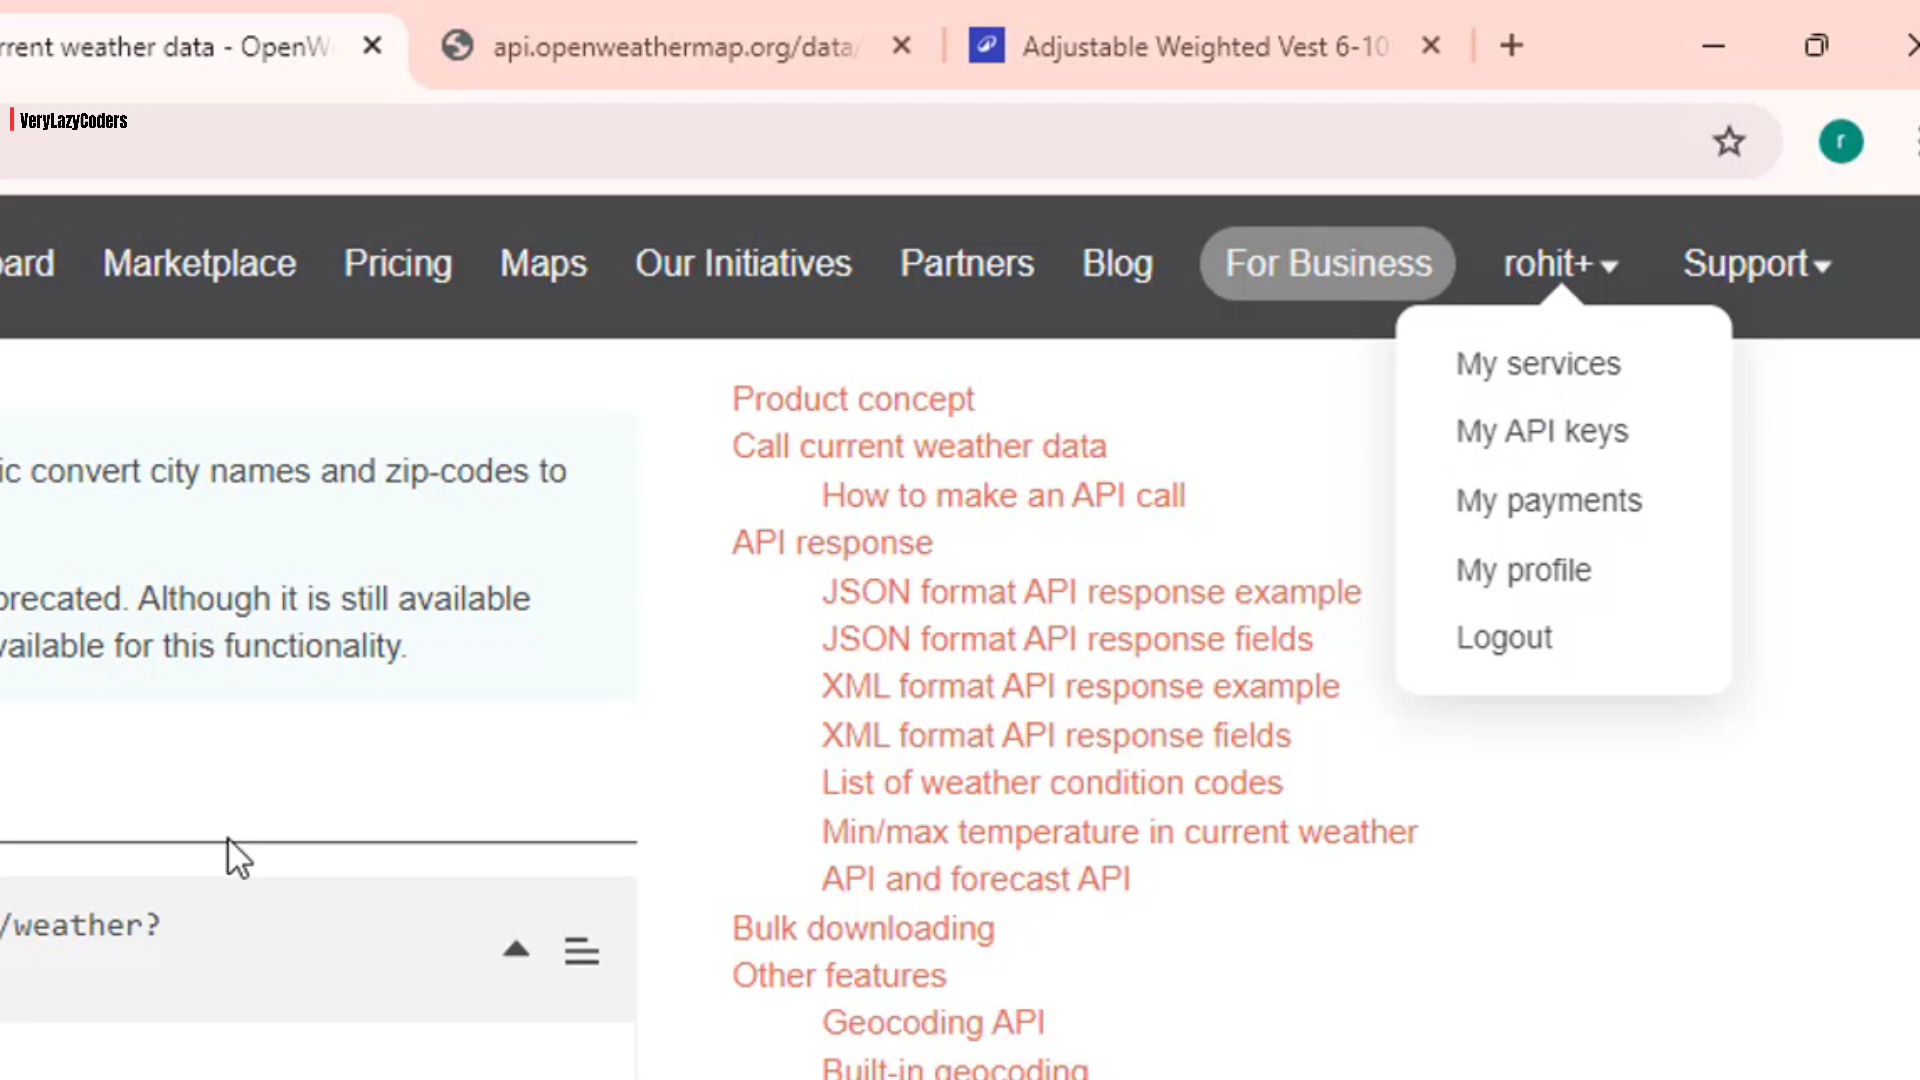 rrent weather data - OpenW
api.openweathermap.org/data/
Adjustable Weighted Vest 6-10
VeryLazyCoders
r
oard Marketplace Pricing Maps Our Initiatives Partners Blog For Business rohit+ Support
My services
My API keys
My payments
My profile
Logout
ic convert city names and zip-codes to
precated. Although it is still available
vailable for this functionality.
/weather?
Product concept
Call current weather data
How to make an API call
API response
JSON format API response example
JSON format API response fields
XML format API response example
XML format API response fields
List of weather condition codes
Min/max temperature in current weather
API and forecast API
Bulk downloading
Other features
Geocoding API
Built-in geocoding